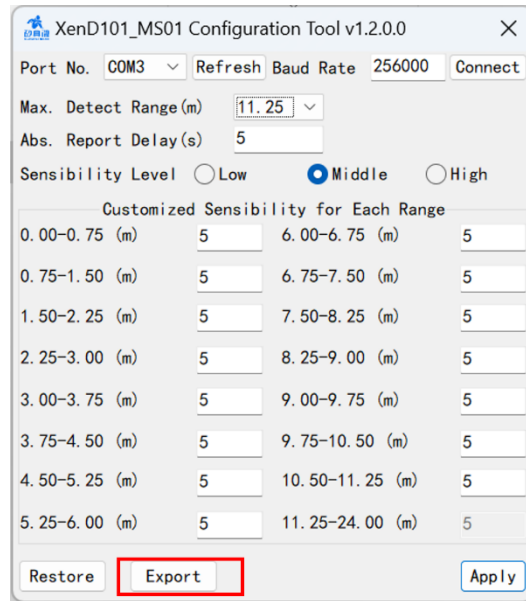 矽典微 XenD101_MS01 Configuration Tool v1.2.0.0
Port No. COM3 Refresh Baud Rate 256000 Connect
Max. Detect Range(m) 11.25
Abs. Report Delay(s) 5
Sensibility Level Low Middle High
Customized Sensibility for Each Range
0.00-0.75 (m) 5 6.00-6.75 (m) 5
0.75-1.50 (m) 5 6.75-7.50 (m) 5
1.50-2.25 (m) 5 7.50-8.25 (m) 5
2.25-3.00 (m) 5 8.25-9.00 (m) 5
3.00-3.75 (m) 5 9.00-9.75 (m) 5
3.75-4.50 (m) 5 9.75-10.50 (m) 5
4.50-5.25 (m) 5 10.50-11.25 (m) 5
5.25-6.00 (m) 5 11.25-24.00 (m) 5
Restore Export Apply